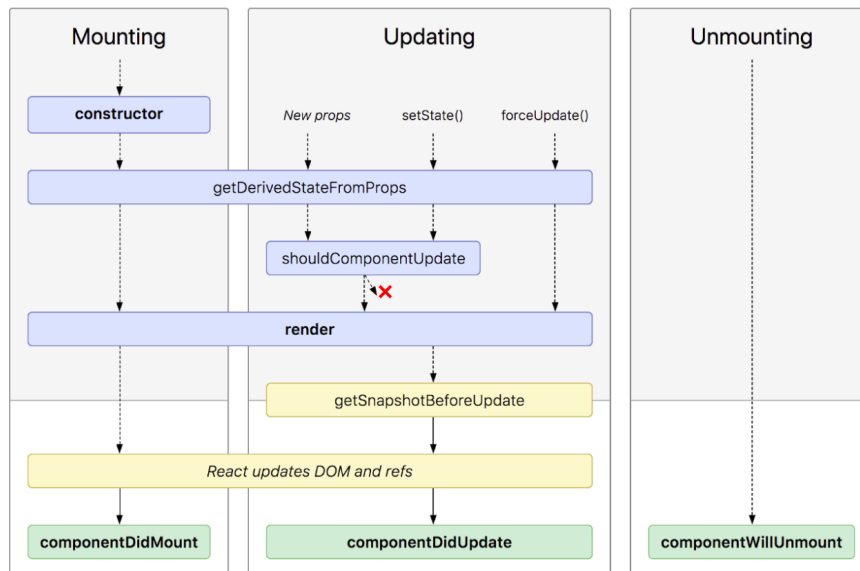 Mounting
Updating
Unmounting
constructor
New props
setState()
forceUpdate()
getDerivedStateFromProps
shouldComponentUpdate
render
getSnapshotBeforeUpdate
React updates DOM and refs
componentDidMount
componentDidUpdate
componentWillUnmount